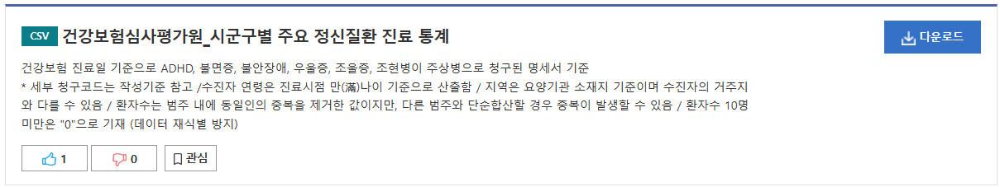 CSV 건강보험심사평가원_시군구별 주요 정신질환 진료 통계
다운로드
건강보험 진료일 기준으로 ADHD, 불면증, 불안장애, 우울증, 조울증, 조현병이 주상병으로 청구된 명세서 기준
* 세부 청구코드는 작성기준 참고 /수진자 연령은 진료시점 만(滿)나이 기준으로 산출함 / 지역은 요양기관 소재지 기준이며 수진자의 거주지
와 다를 수 있음 / 환자수는 범주 내에 동일인의 중복을 제거한 값이지만, 다른 범주와 단순합산할 경우 중복이 발생할 수 있음 / 환자수 10명
미만은 "0"으로 기재 (데이터 재식별 방지)
1 0 관심